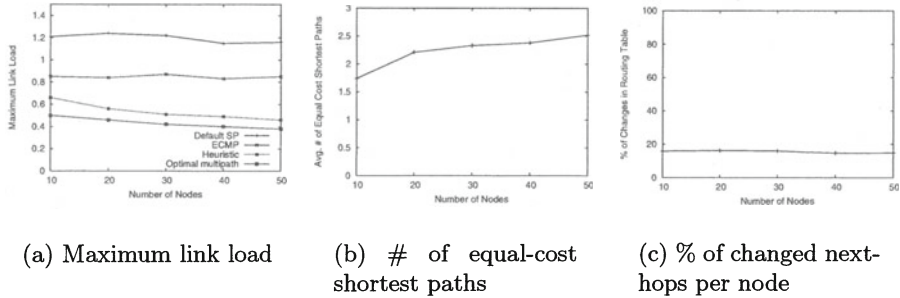 1.4
1.2
1
0.8
0.6
0.4
0.2
0
Maximum Link Load
Default SP
ECMP
Heuristic
Optimal multipath
10 20 30 40 50
Number of Nodes
3
2.5
2
1.5
1
0.5
0
Avg. # of Equal Cost Shortest Paths
10 20 30 40 50
Number of Nodes
100
80
60
40
20
0
% of Changes in Routing Table
10 20 30 40 50
Number of Nodes
(a) Maximum link load
(b) # of equal-cost
shortest paths
(c) % of changed next-
hops per node